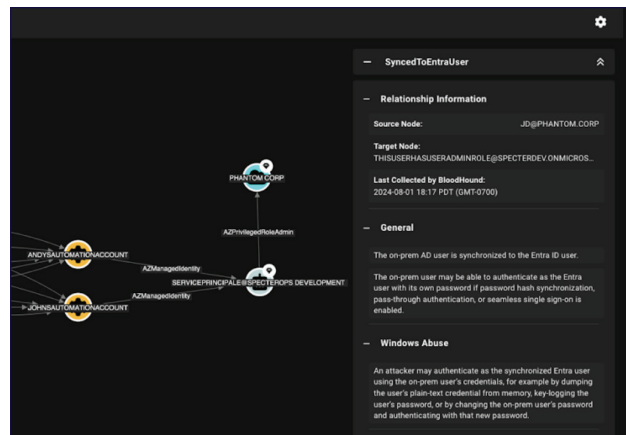 SyncedToEntraUser
Relationship Information
Source Node: JD@PHANTOM.CORP
Target Node:
THISUSERHASUSERADMINROLE@SPECTERDEV.ONMICROS...
Last Collected by BloodHound:
2024-08-01 18:17 PDT (GMT-0700)
General
The on-prem AD user is synchronized to the Entra ID user.
The on-prem user may be able to authenticate as the Entra
user with its own password if password hash synchronization,
pass-through authentication, or seamless single sign-on is
enabled.
Windows Abuse
An attacker may authenticate as the synchronized Entra user
using the on-prem user's credentials, for example by dumping
the user's plain-text credential from memory, key-logging the
user's password, or by changing the on-prem user's password
and authenticating with that new password.
PHANTOM CORP
AZPrivilegedRoleAdmin
ANDYSAUTOMATIONACCOUNT
AZManagedIdentity
SERVICEPRINCIPALE@SPECTEROPS DEVELOPMENT
AZManagedIdentity
JOHNSAUTOMATIONACCOUNT